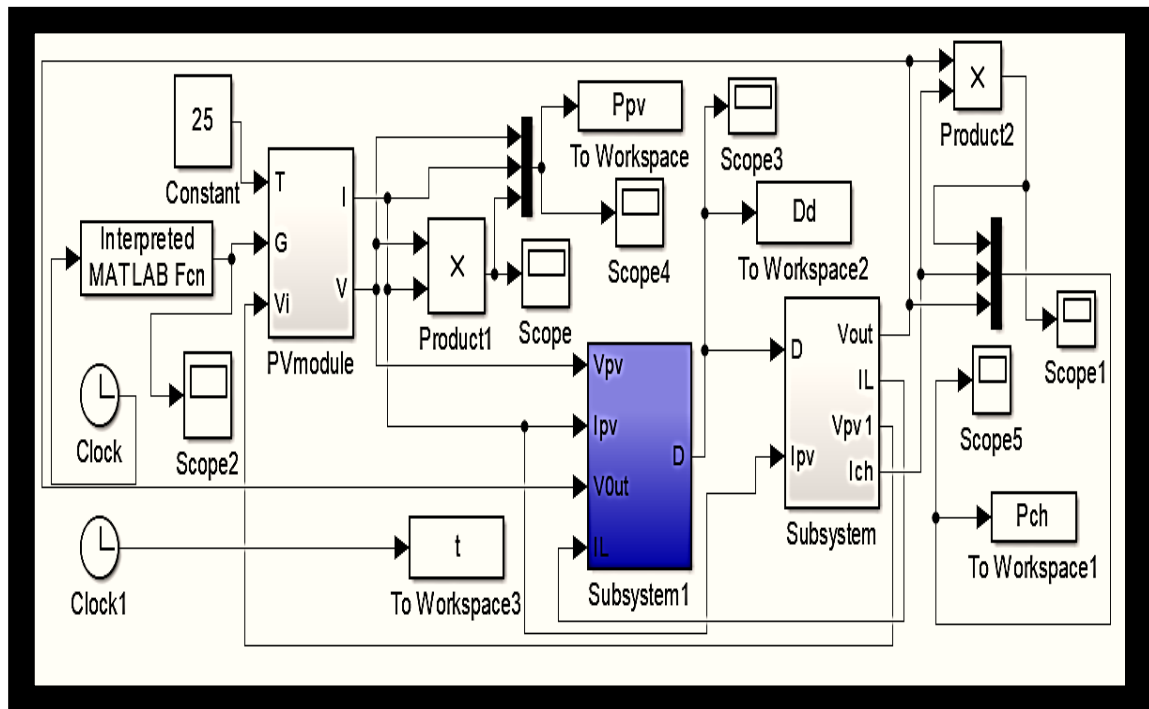 25
Constant
Interpreted
MATLAB Fcn
T
G
Vi
I
V
PVmodule
Clock
Scope2
Clock1
t
To Workspace3
×
Product1
Scope
Ppv
To Workspace
Scope4
Scope3
Dd
To Workspace2
Vpv
Ipv
V0ut
IL
D
Subsystem1
D
Ipv
Vout
IL
Vpv1
Ich
Subsystem
×
Product2
Scope1
Scope5
Pch
To Workspace1